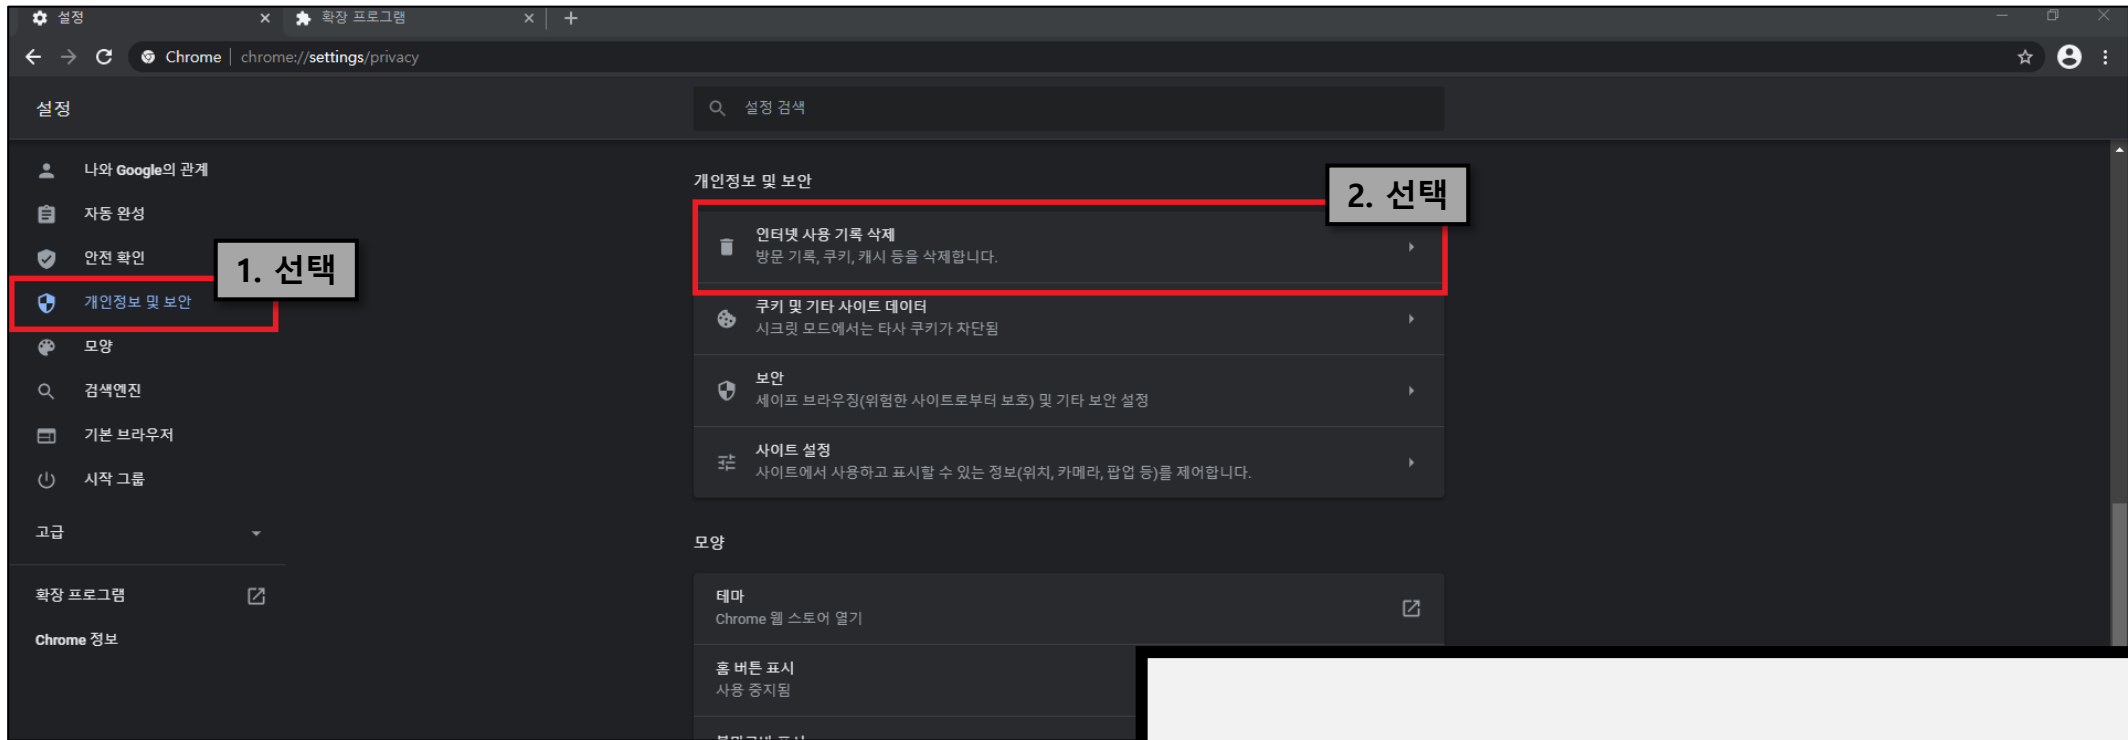 설정
확장 프로그램
Chrome
chrome://settings/privacy
설정
설정 검색
나와 Google의 관계
자동 완성
안전 확인
1. 선택
개인정보 및 보안
모양
검색엔진
기본 브라우저
시작 그룹
고급
확장 프로그램
Chrome 정보
개인정보 및 보안
2. 선택
인터넷 사용 기록 삭제
방문 기록, 쿠키, 캐시 등을 삭제합니다.
쿠키 및 기타 사이트 데이터
시크릿 모드에서는 타사 쿠키가 차단됨
보안
세이프 브라우징(위험한 사이트로부터 보호) 및 기타 보안 설정
사이트 설정
사이트에서 사용하고 표시할 수 있는 정보(위치, 카메라, 팝업 등)를 제어합니다.
모양
테마
Chrome 웹 스토어 열기
홈 버튼 표시
사용 중지됨